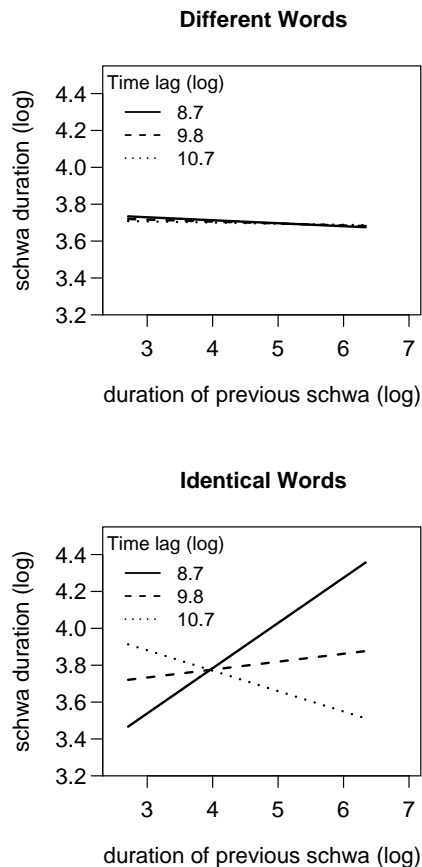 Different Words
Time lag (log)
8.7
9.8
10.7
4.4
4.2
4.0
3.8
3.6
3.4
3.2
schwa duration (log)
3 4 5 6 7
duration of previous schwa (log)
Identical Words
Time lag (log)
8.7
9.8
10.7
4.4
4.2
4.0
3.8
3.6
3.4
3.2
schwa duration (log)
3 4 5 6 7
duration of previous schwa (log)